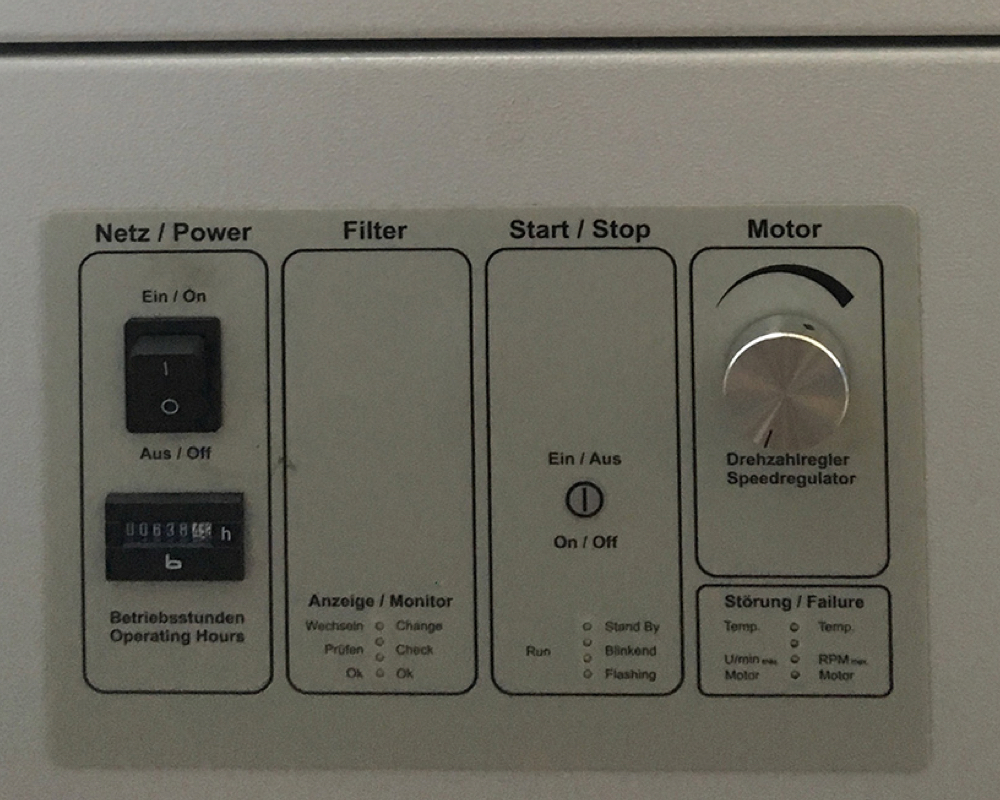 Netz / Power
Ein / On
I
O
Aus / Off
00638
h
Betriebsstunden
Operating Hours
Filter
Anzeige / Monitor
Wechseln Change
Prüfen Check
Ok Ok
Start / Stop
Ein / Aus
On / Off
Stand By
Run Blinkend
Flashing
Motor
Drehzahlregler
Speedregulator
Störung / Failure
Temp. Temp.
U/min max. RPM max.
Motor Motor